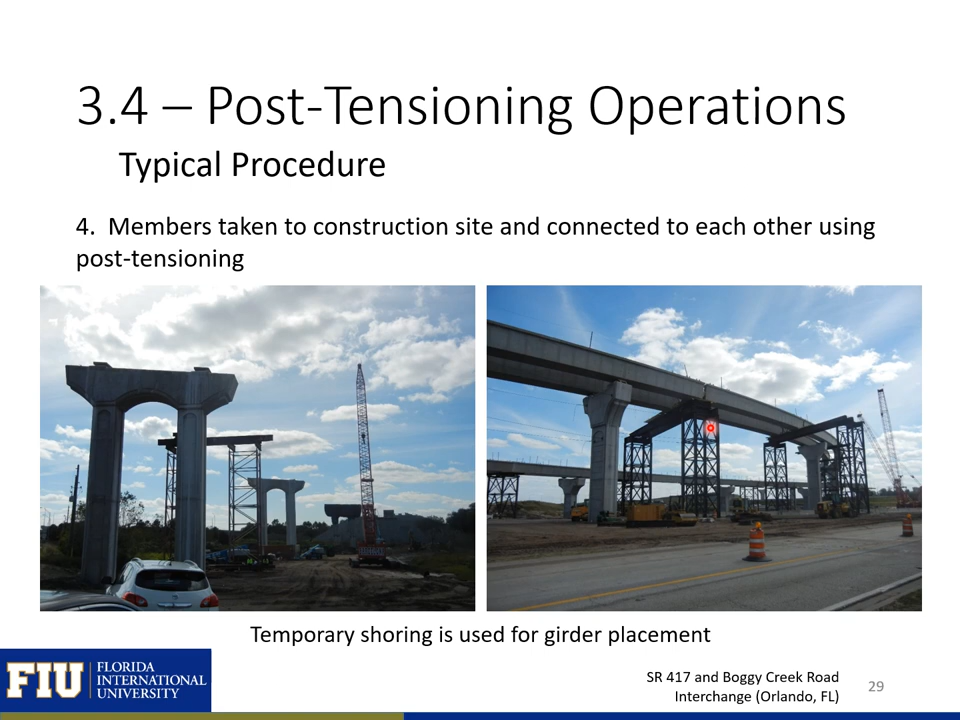 3.4 – Post-Tensioning Operations
Typical Procedure
4. Members taken to construction site and connected to each other using
post-tensioning
Temporary shoring is used for girder placement
FIU
FLORIDA
INTERNATIONAL
UNIVERSITY
SR 417 and Boggy Creek Road
Interchange (Orlando, FL)
29